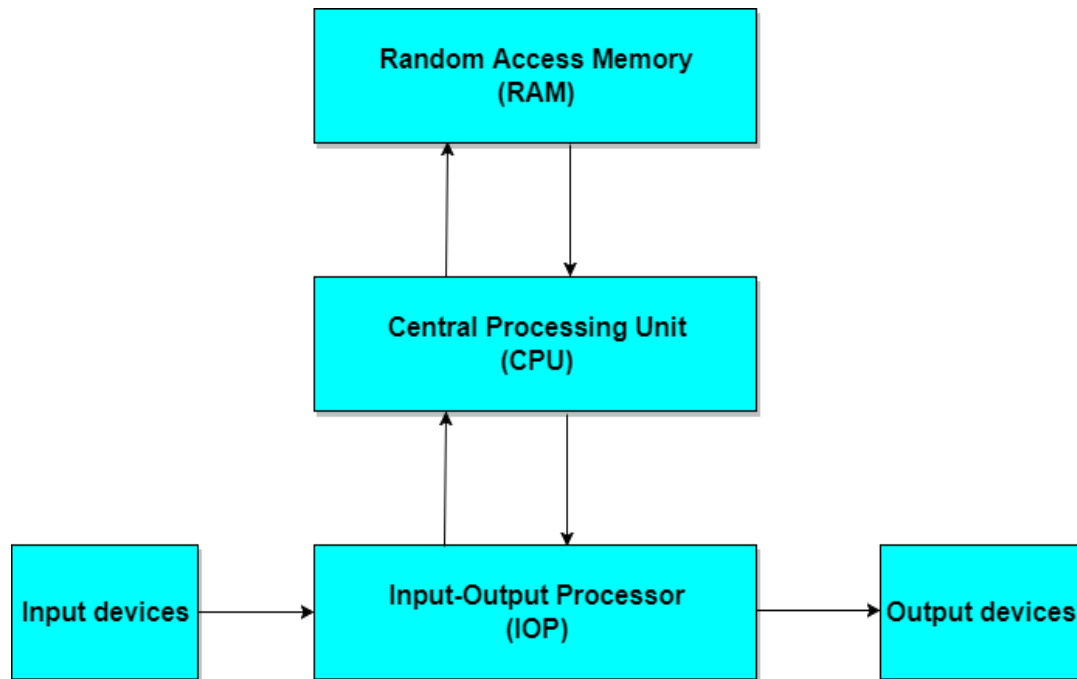 Random Access Memory
(RAM)
Central Processing Unit
(CPU)
Input devices
Input-Output Processor
(IOP)
Output devices